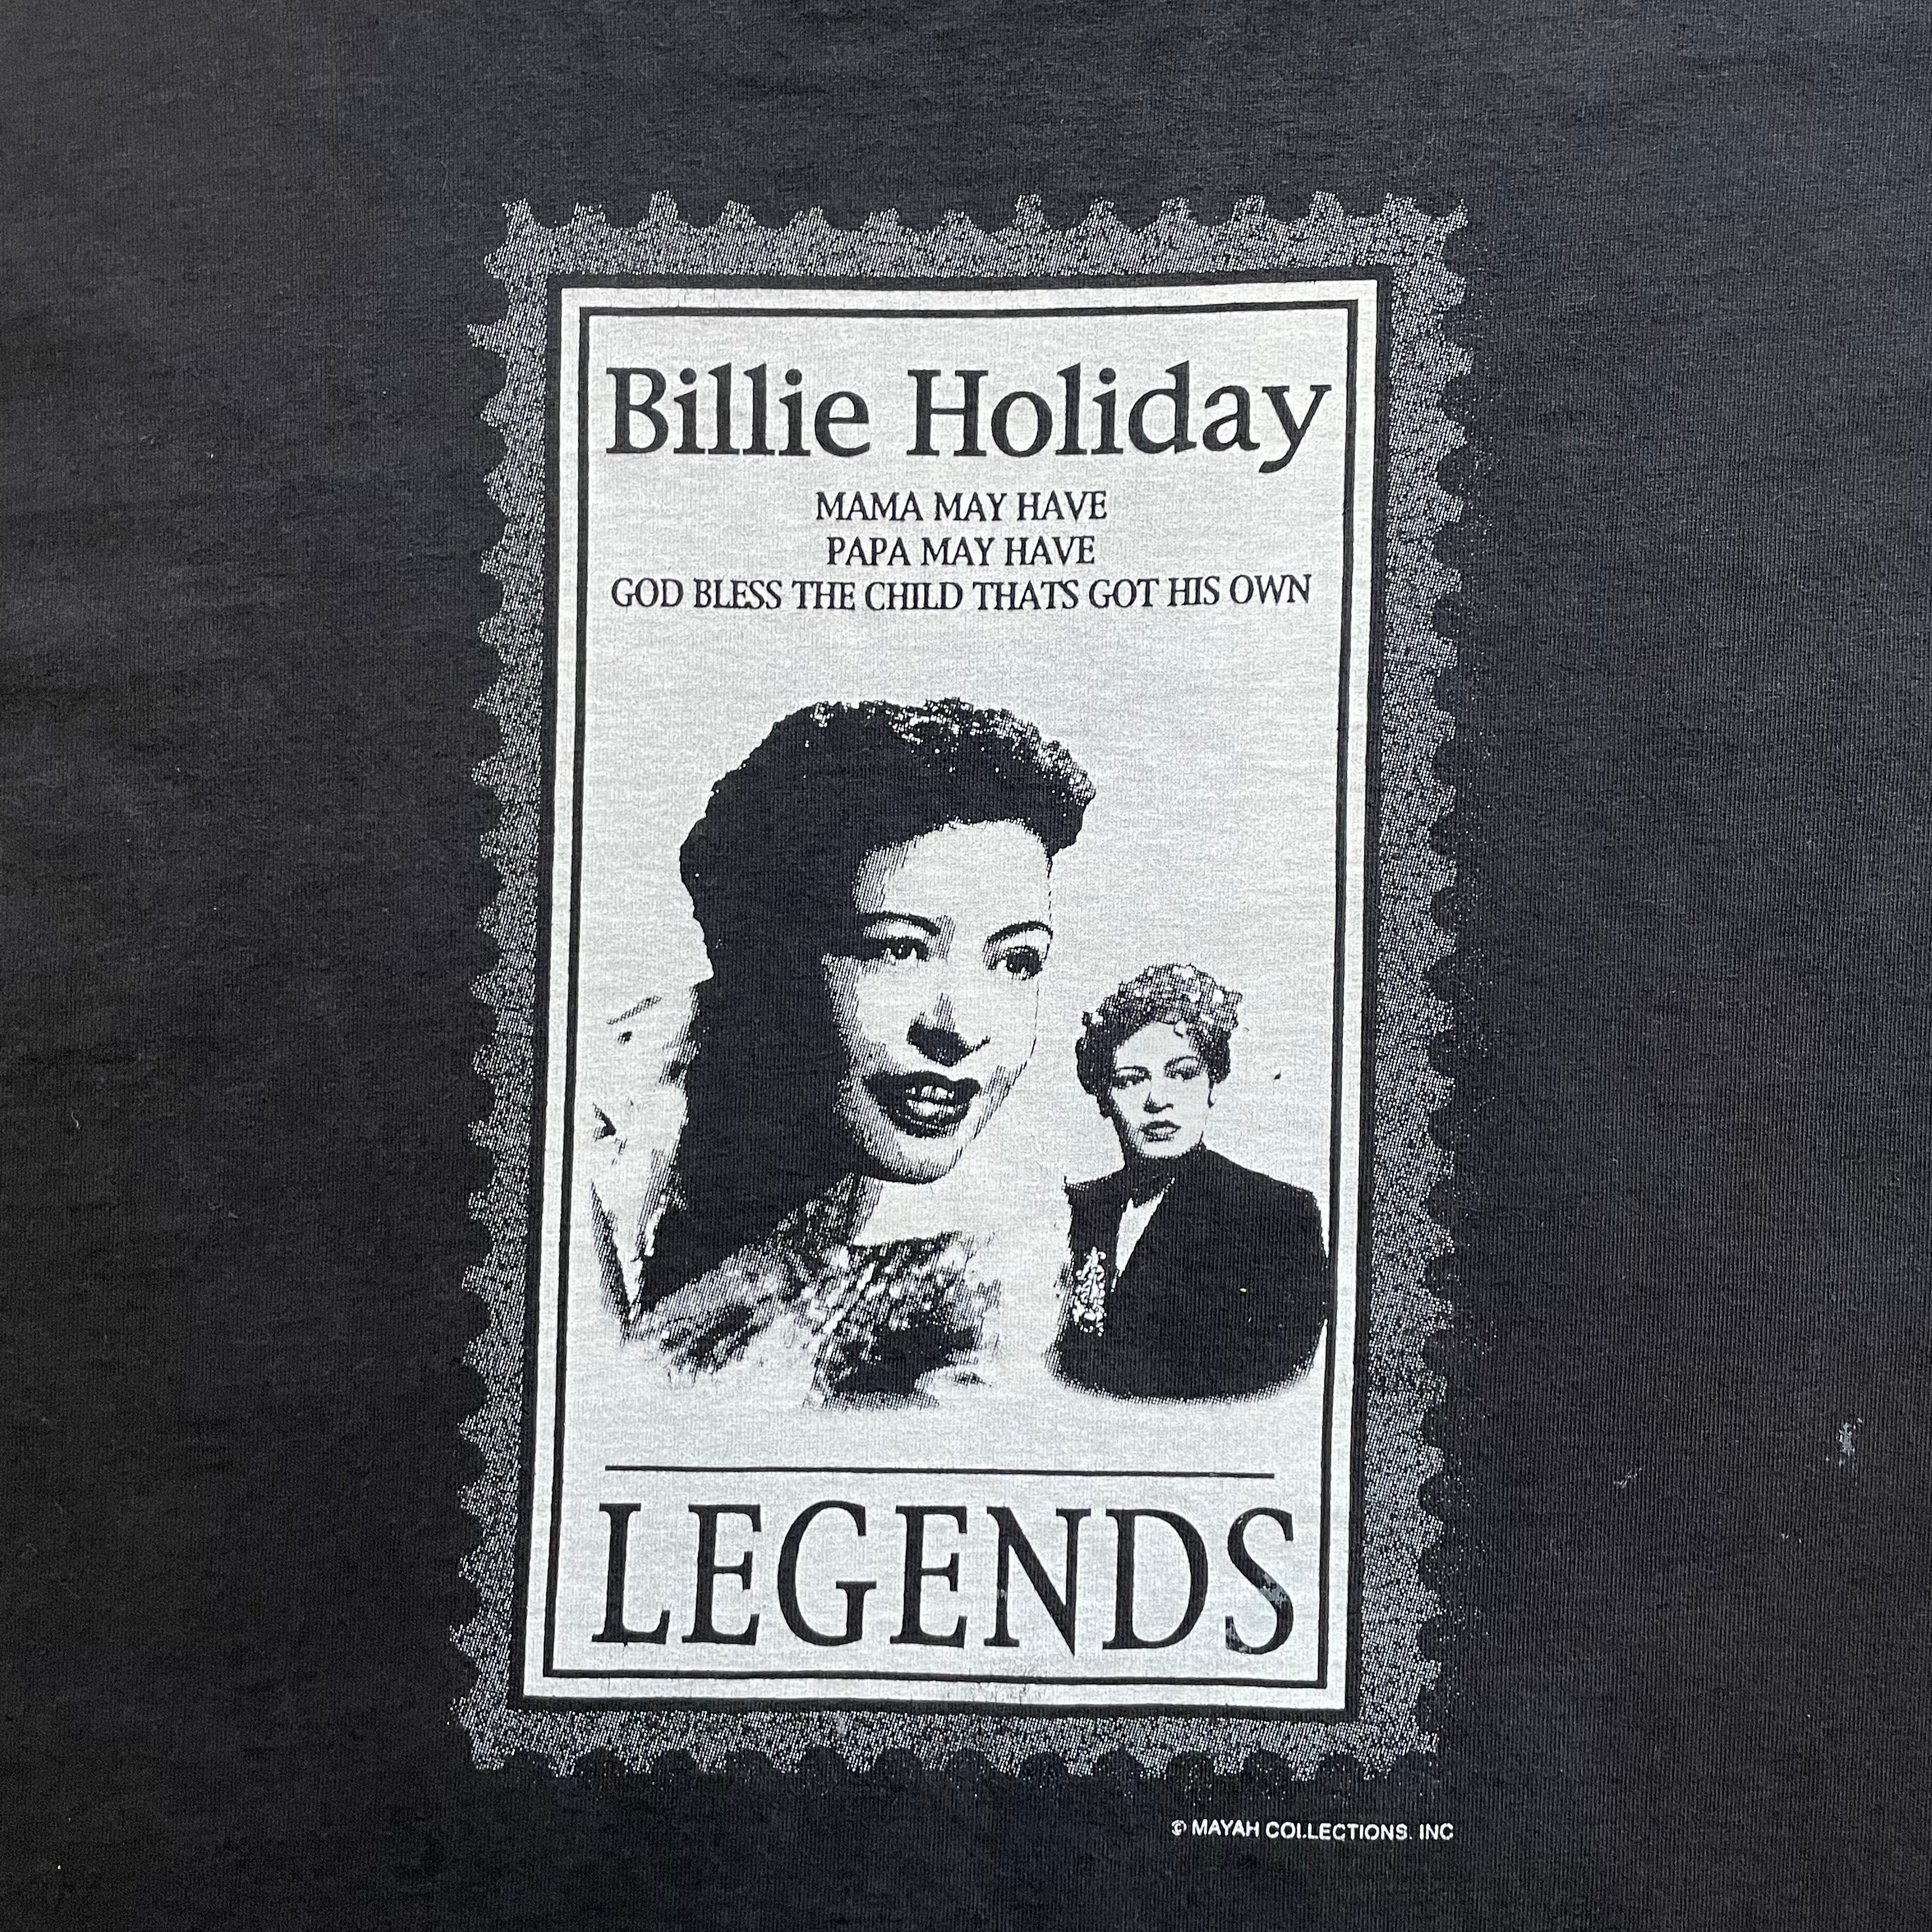 Billie Holiday
MAMA MAY HAVE
PAPA MAY HAVE
GOD BLESS THE CHILD THATS GOT HIS OWN
LEGENDS
© MAYAH COLLECTIONS. INC